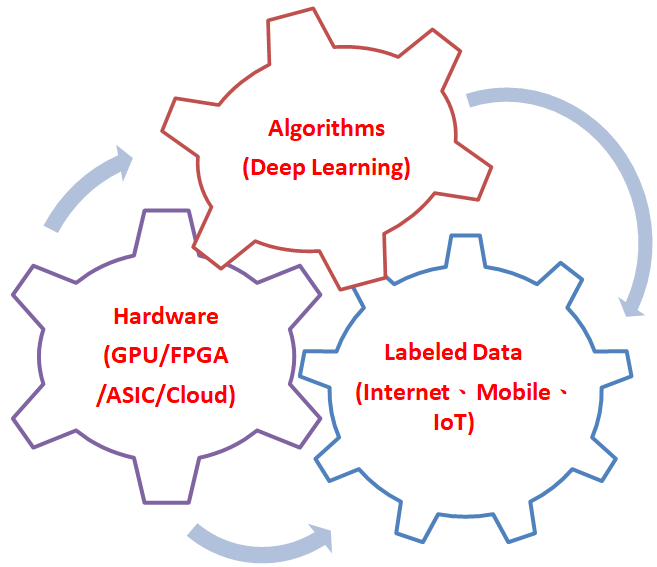 Algorithms
(Deep Learning)
Hardware
(GPU/FPGA
/ASIC/Cloud)
Labeled Data
(Internet、Mobile、
IoT)